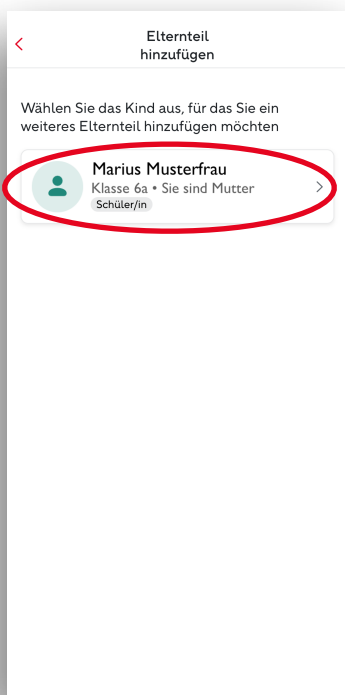 Elternteil
hinzufügen
Wählen Sie das Kind aus, für das Sie ein
weiteres Elternteil hinzufügen möchten
Marius Musterfrau
Klasse 6a • Sie sind Mutter
Schüler/in